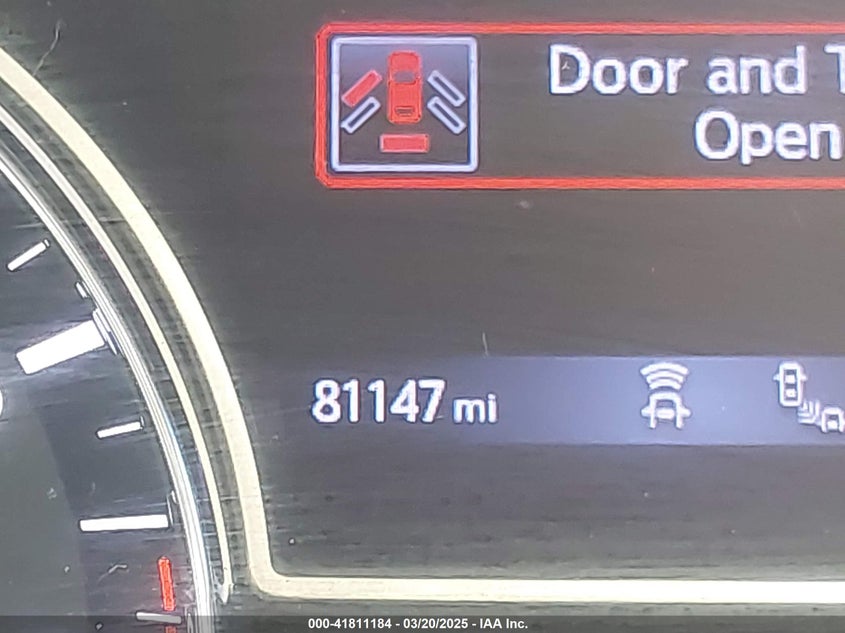 Door and T
Open
81147 mi
000-41811184 - 03/20/2025 - IAA Inc.